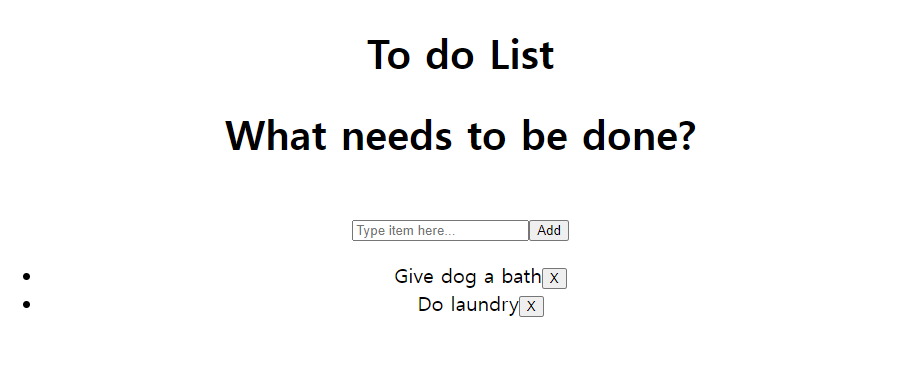 To do List
What needs to be done?
Type item here... Add
Give dog a bath X
Do laundry X